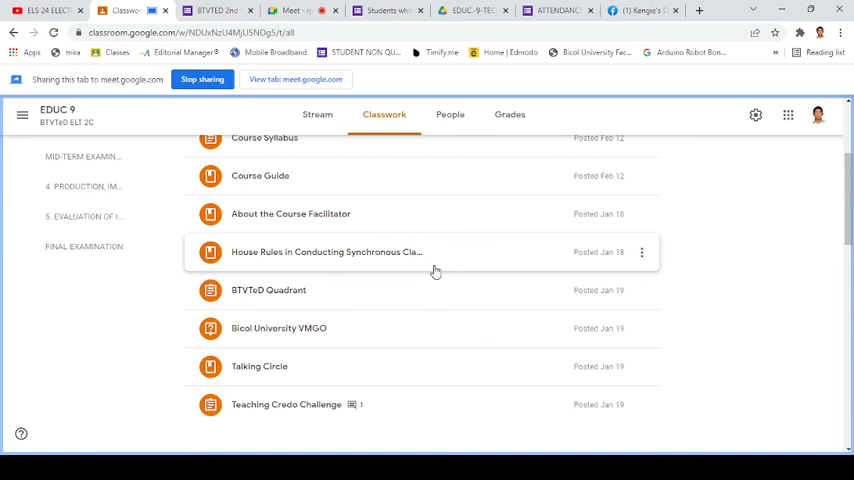 ELS 24 ELECT
Classwork
BTVTED 2nd
Meet - ry
Students who
EDUC-9-TEC
ATTENDANC
(1) Kengie's D
classroom.google.com/w/NDUxNzU4MjU5NDg5/t/all
Apps
mira
Classes
Editorial Manager®
Mobile Broadband
STUDENT NON QU...
Timify.me
Home | Edmodo
Bicol University Fac...
Arduino Robot Bon...
»
Reading list
Sharing this tab to meet.google.com
Stop sharing
View tab: meet.google.com
EDUC 9
BTVTeD ELT 2C
Stream
Classwork
People
Grades
MID-TERM EXAMIN...
4. PRODUCTION, IM...
5. EVALUATION OF I...
FINAL EXAMINATION
Course Syllabus
Posted Feb 12
Course Guide
Posted Feb 12
About the Course Facilitator
Posted Jan 18
House Rules in Conducting Synchronous Cla...
Posted Jan 18
BTVTeD Quadrant
Posted Jan 19
Bicol University VMGO
Posted Jan 19
Talking Circle
Posted Jan 19
Teaching Credo Challenge
1
Posted Jan 19